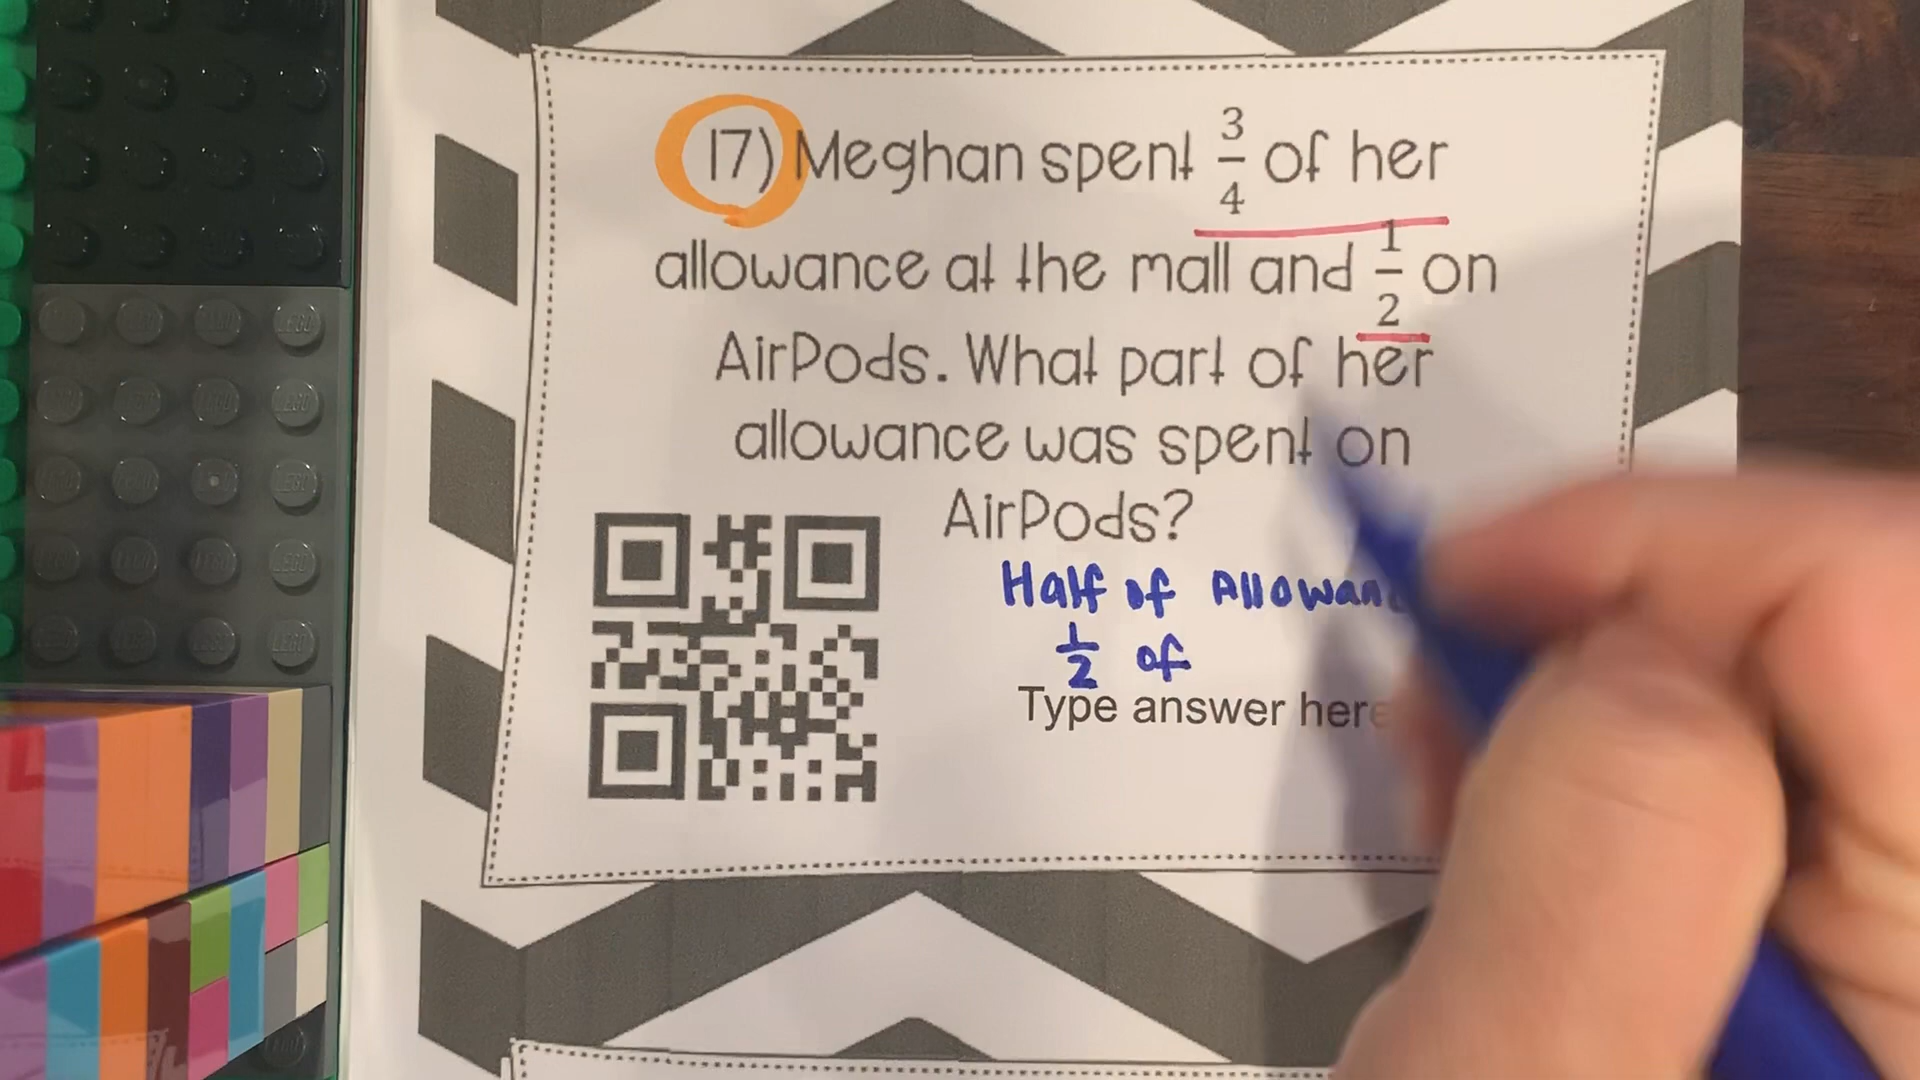 17) Meghan spent 3/4 of her
allowance at the mall and 1/2 on
AirPods. What part of her
allowance was spent on
AirPods?
Half of
1/2 of
Type answer here